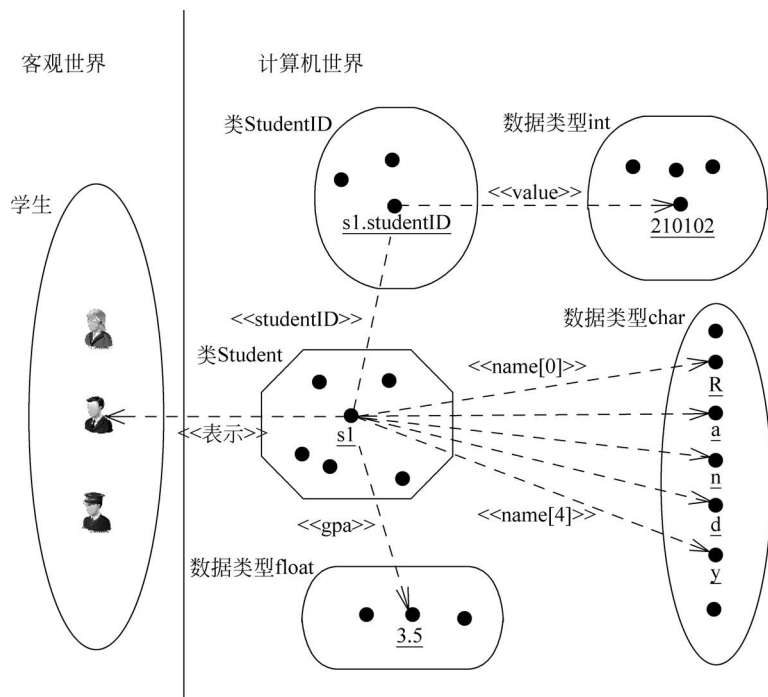 客观世界
计算机世界
类StudentID
数据类型int
学生
<<value>>
s1.studentID
210102
<<studentID>>
数据类型char
类Student
<<name[0]>>
R
a
<<表示>>
s1
n
<<gpa>>
<<name[4]>>
d
y
数据类型float
3.5